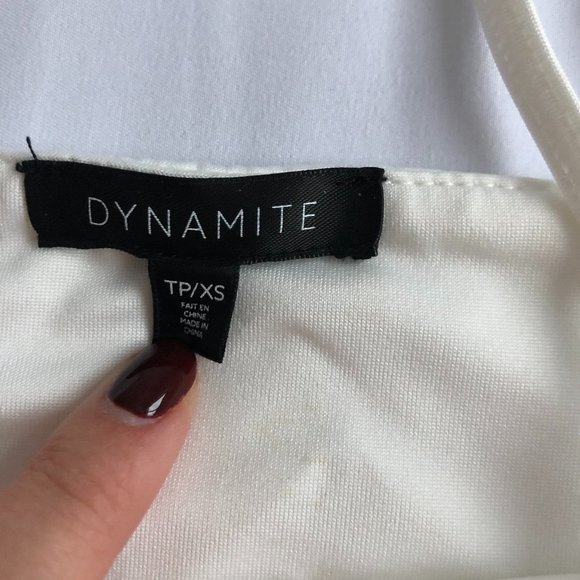 DYNAMITE
TP/XS
FAIT EN
CHINE
MADE IN
CHINA